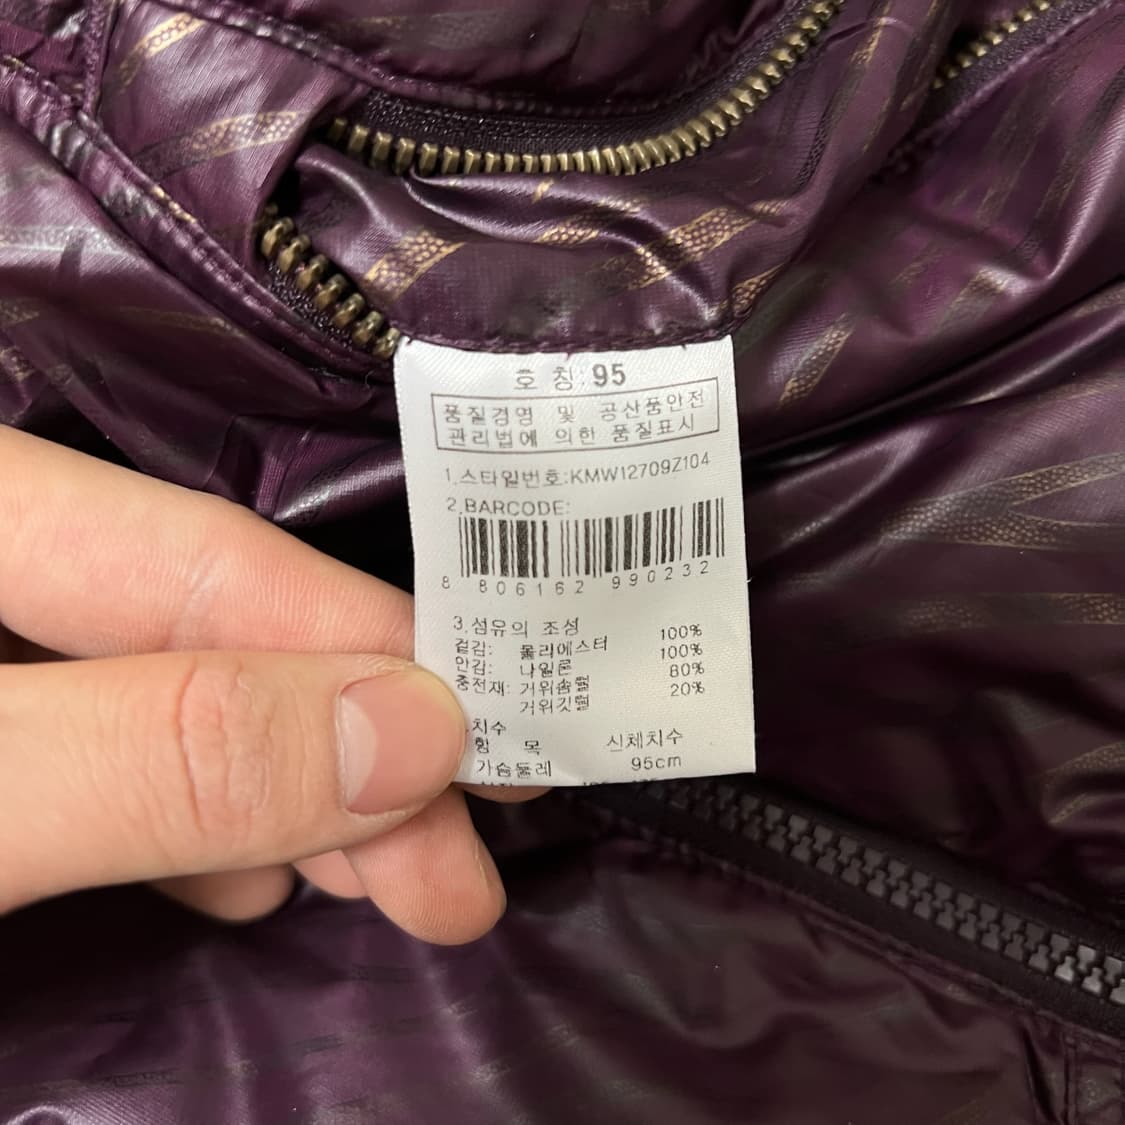 호 칭:95
품질경영 및 공산품안전
관리법에 의한 품질표시
1.스타일번호:KMW12709Z104
2.BARCODE:
8 806162 990232
3.섬유의 조성
겉감: 폴리에스터 100%
안감: 나일론 100%
충전재: 거위솜털 80%
거위깃털 20%
치수
항 목 신체치수
가슴둘레 95cm